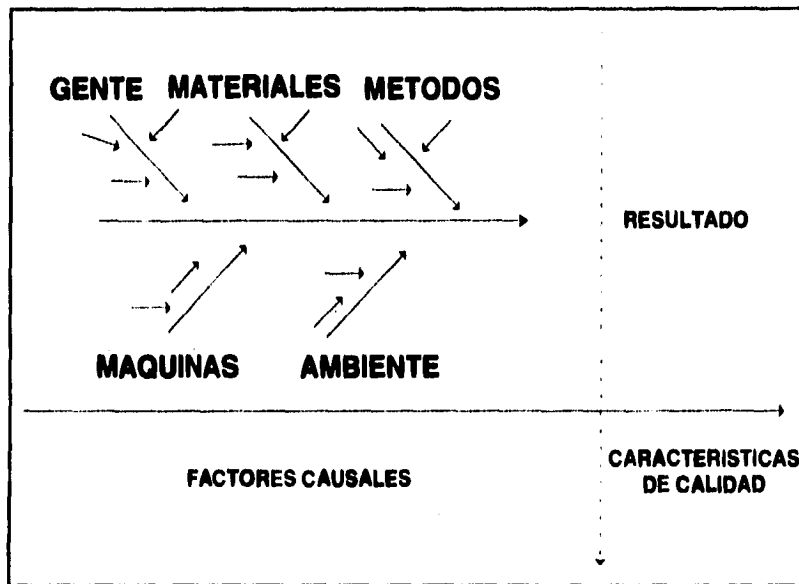 GENTE MATERIALES METODOS
RESULTADO
MAQUINAS AMBIENTE
FACTORES CAUSALES
CARACTERISTICAS
DE CALIDAD